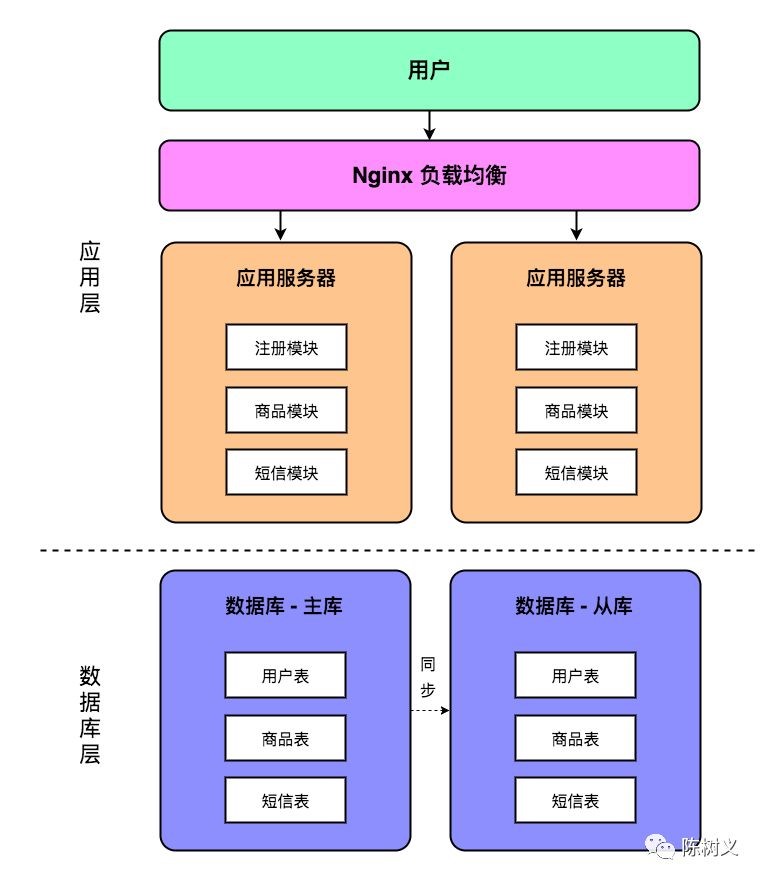 用户
Nginx 负载均衡
应用层
应用服务器
注册模块
商品模块
短信模块
应用服务器
注册模块
商品模块
短信模块
数据库层
数据库 - 主库
用户表
商品表
短信表
同步
数据库 - 从库
用户表
商品表
短信表
陈树义